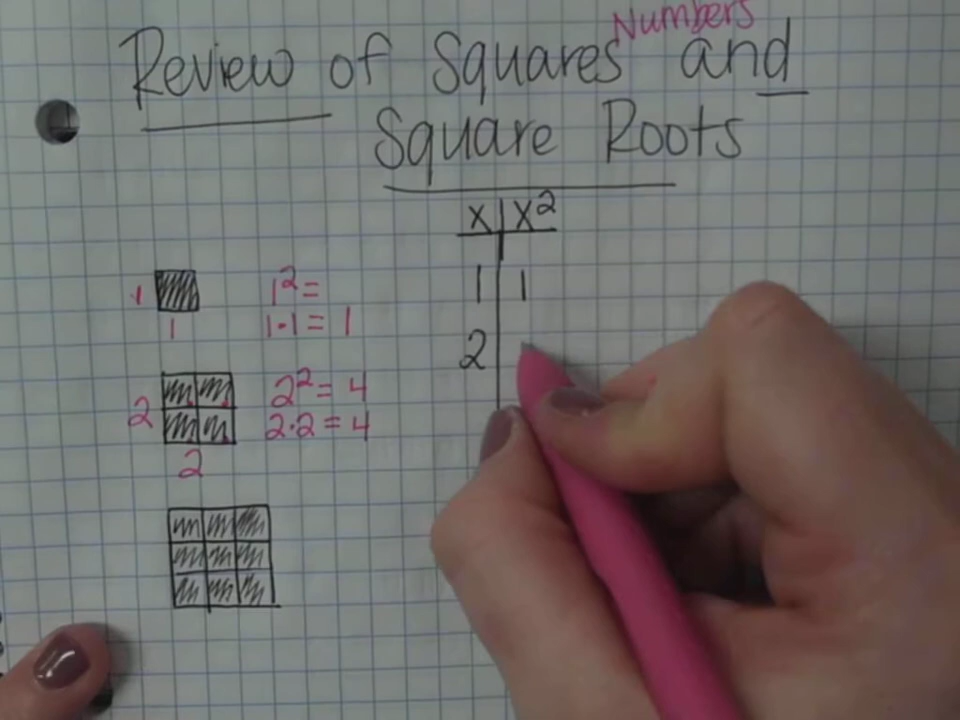 Numbers
Review of Squares and
Square Roots
x x²
1 1
2
1 1² =
1 1·1 = 1
2 2² = 4
2·2 = 4
2